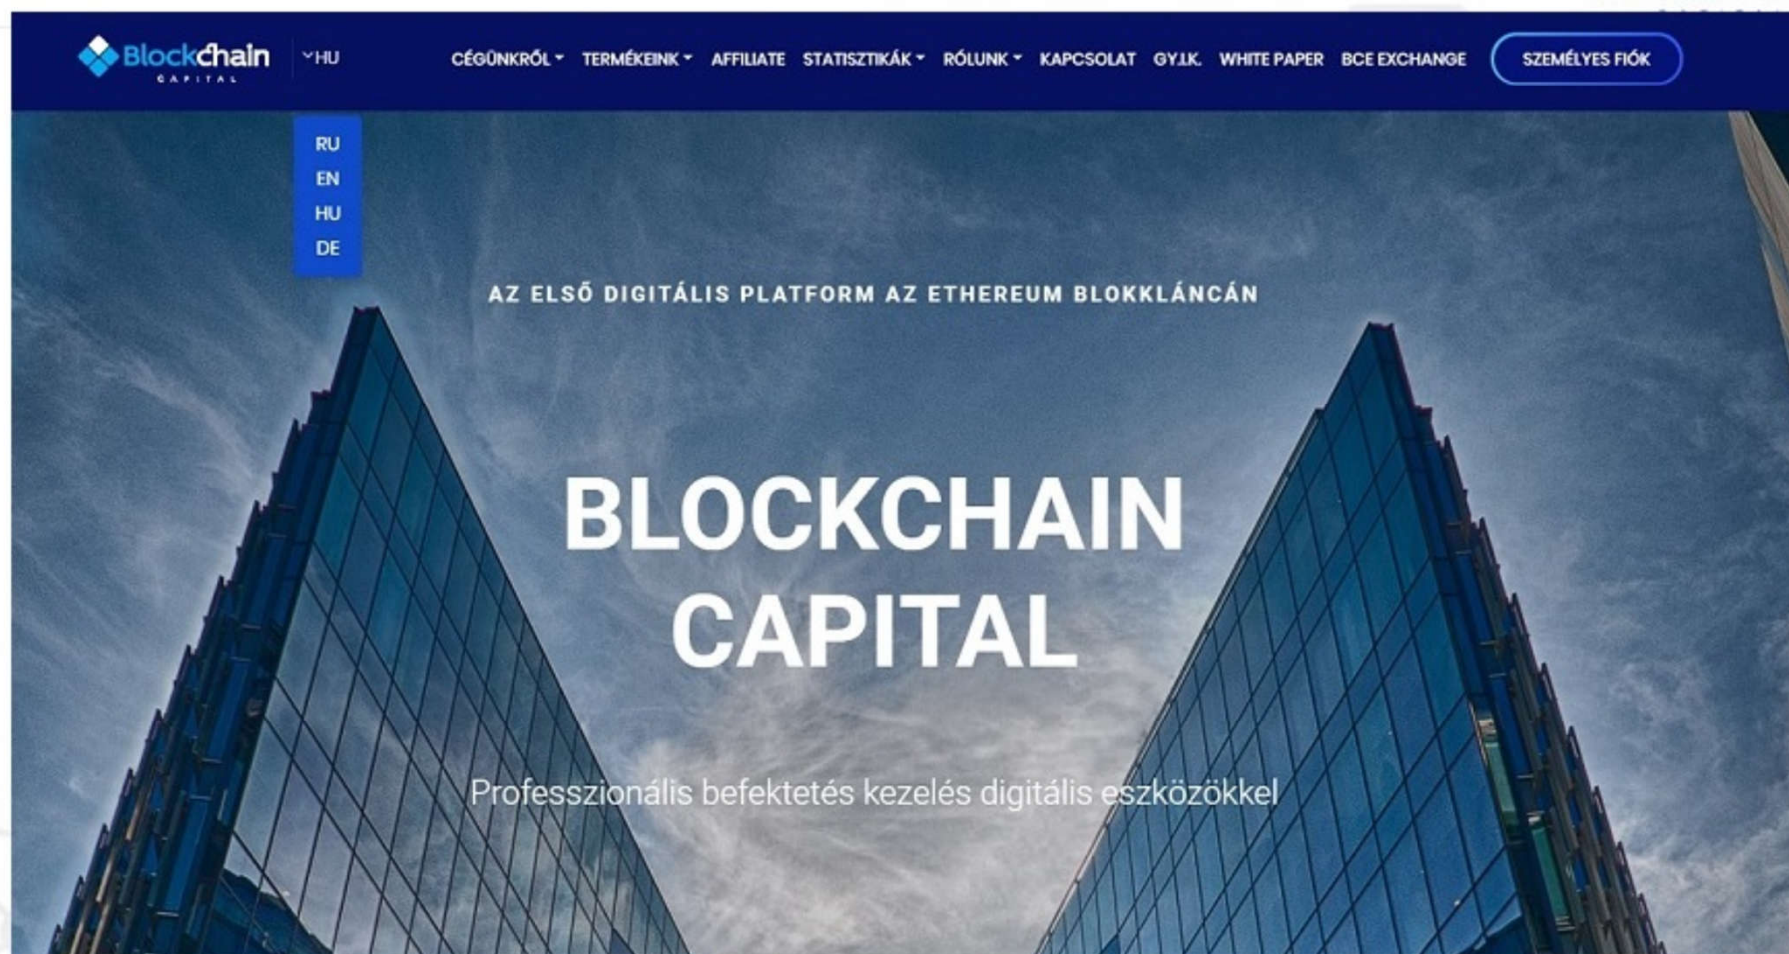 Blockchain
CAPITAL
HU
CÉGÜNKRŐL TERMÉKEINK AFFILIATE STATISZTIKÁK RÓLUNK KAPCSOLAT GY.I.K. WHITE PAPER BCE EXCHANGE SZEMÉLYES FIÓK
RU
EN
HU
DE
AZ ELSŐ DIGITÁLIS PLATFORM AZ ETHEREUM BLOKKLÁNCÁN
BLOCKCHAIN
CAPITAL
Professzionális befektetés kezelés digitális eszközökkel